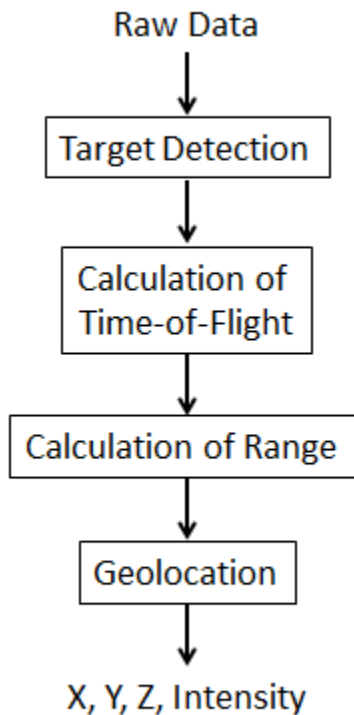 Raw Data
Target Detection
Calculation of
Time-of-Flight
Calculation of Range
Geolocation
X, Y, Z, Intensity